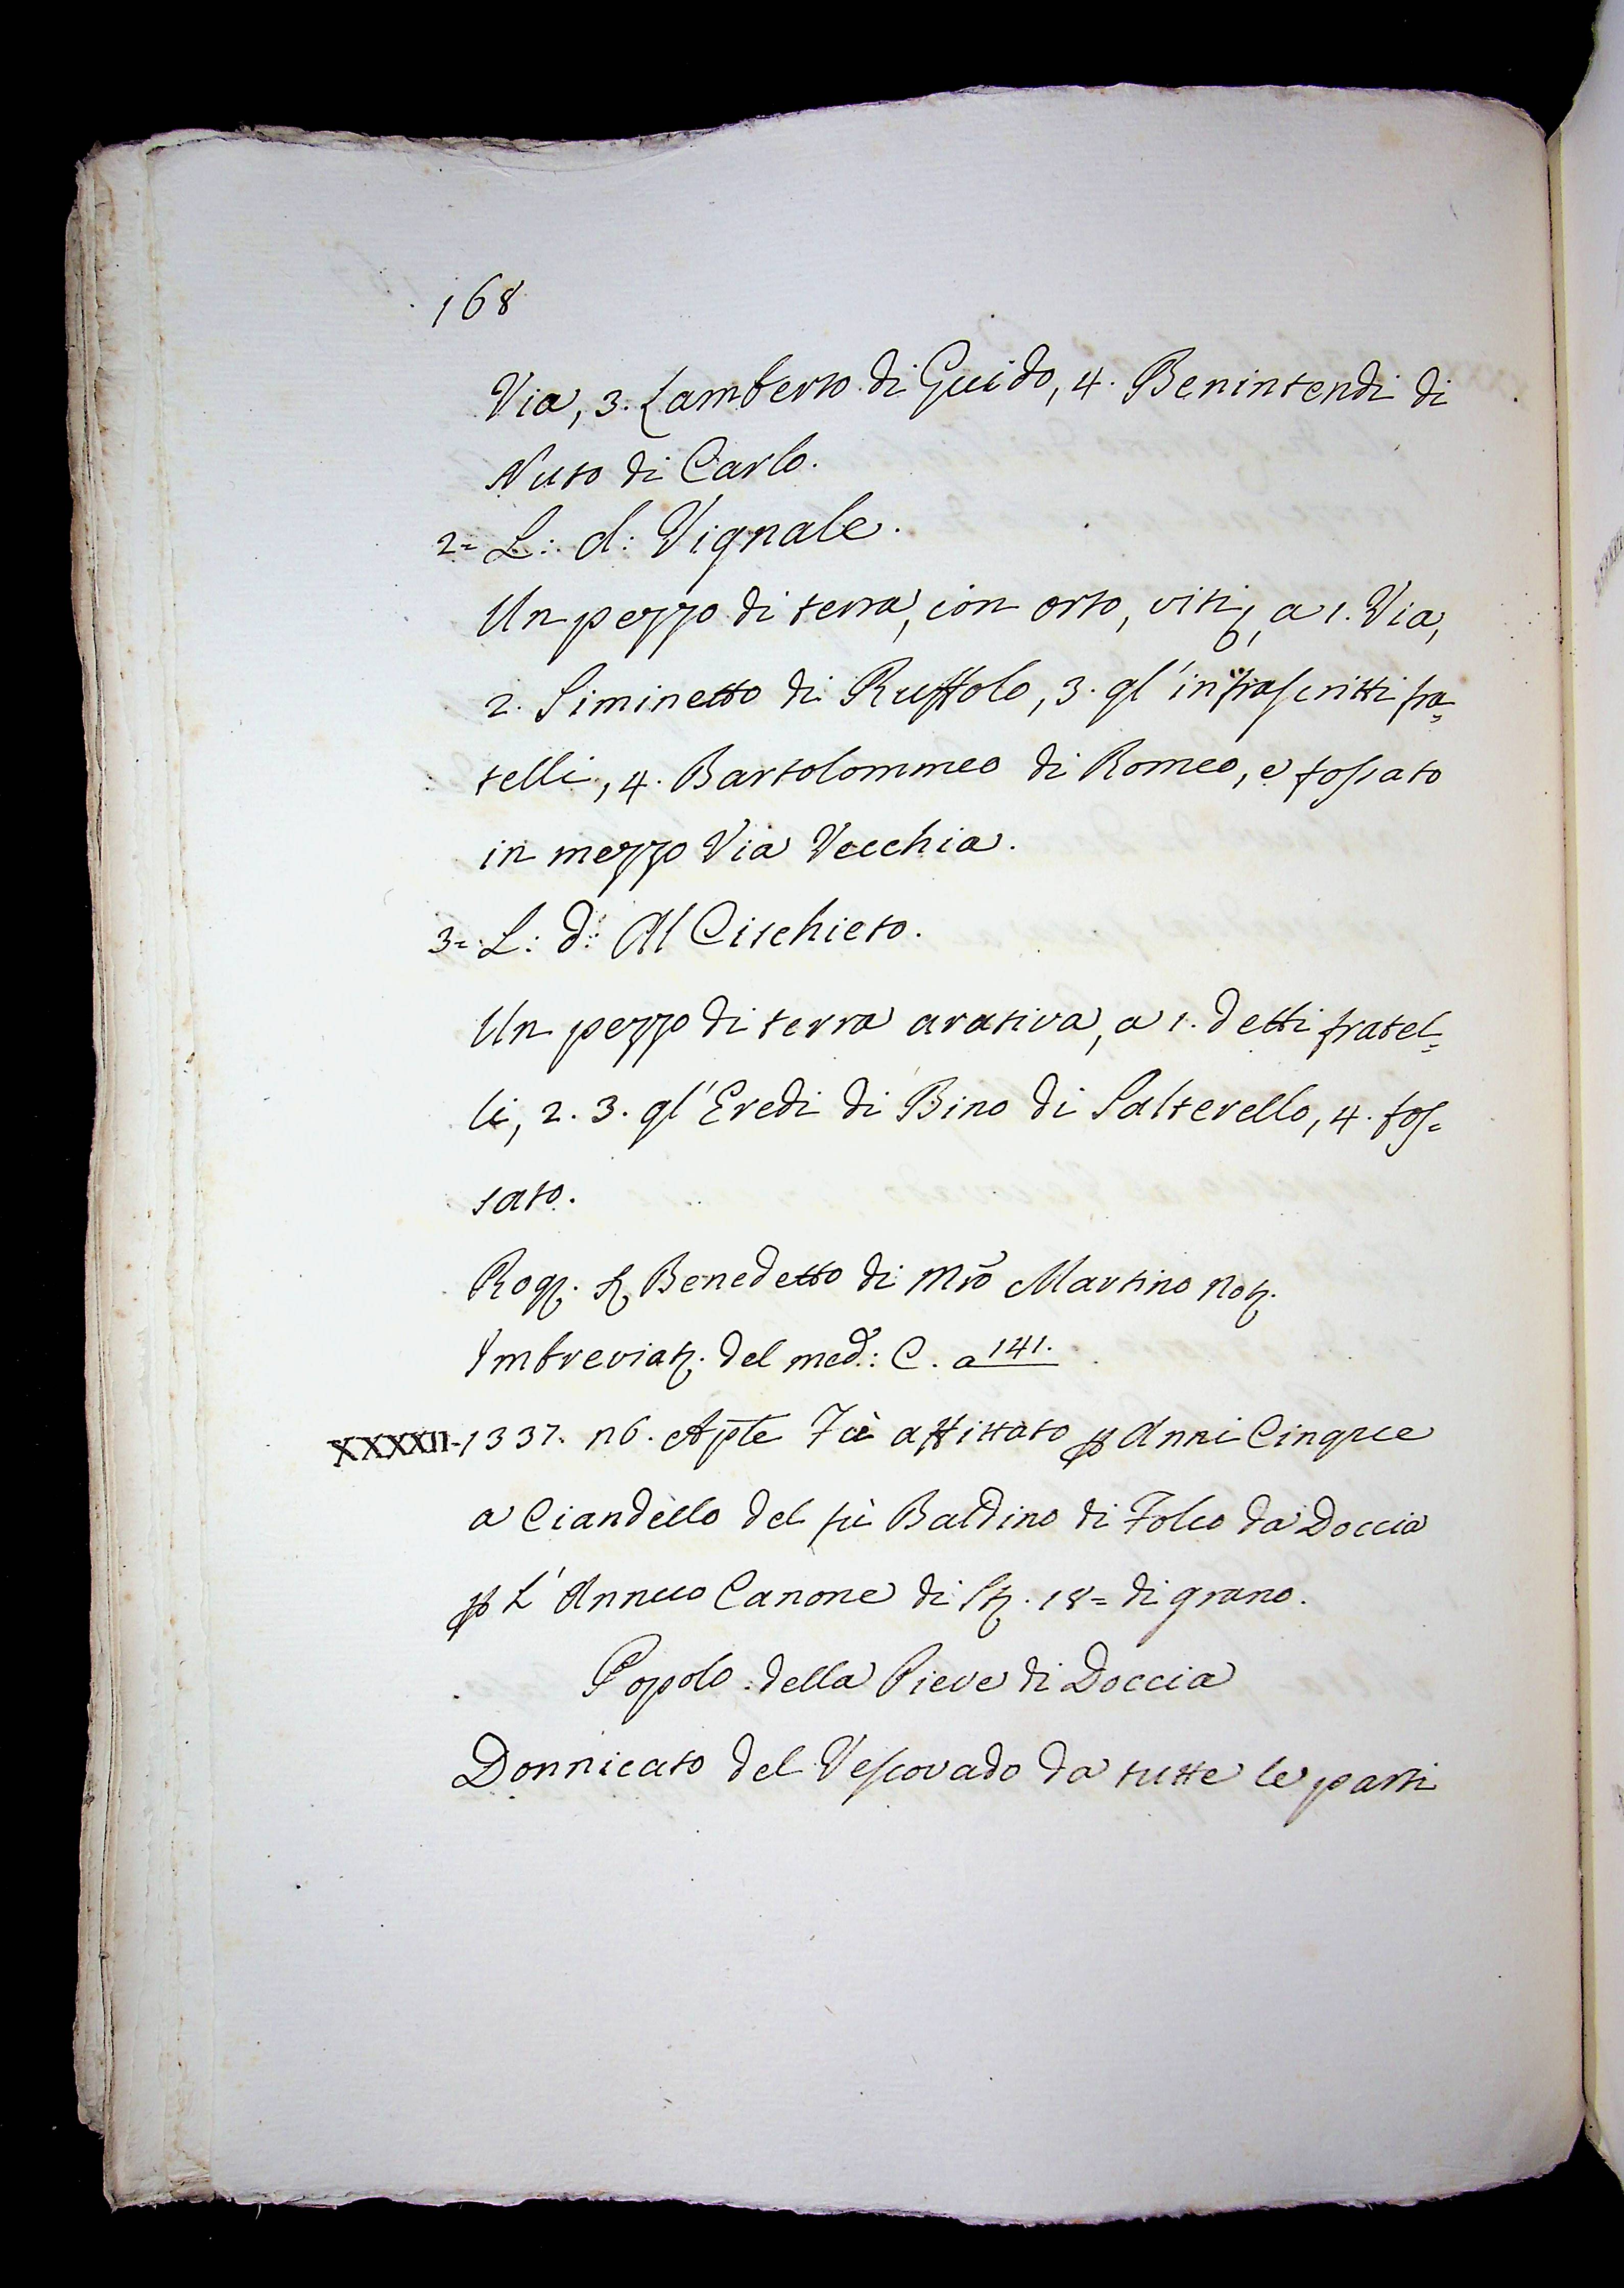 168
Via, 3. Lamberto di Guido, 4. Benintendi di
Nuto di Carlo.
2= L: d: Vignale.
Un pezzo di terra, con orto, viti, a 1. Via,
2. Siminetto di Ruffolo, 3. gl'infrascritti fra=
telli, 4. Bartolommeo di Romeo, e fossato
in mezzo Via Vecchia.
3= L: d: Al Cischieto.
Un pezzo di terra arativa, a 1. detti fratel=
li, 2. 3. gl'Eredi di Bino di Salterello, 4. fos=
sato.
Rog. Benedetto di Mro Martino Not.
Imbreviat. del med: C. a 141.
XXXXII. 1337. 26. Aple Fù affittato p Anni Cinque
a Ciandello del fù Baldino di Folco da Doccia
p L'Annuo Canone di St. 18= di grano.
Popolo della Pieve di Doccia
Donnicato del Vescovado da tutte le parti